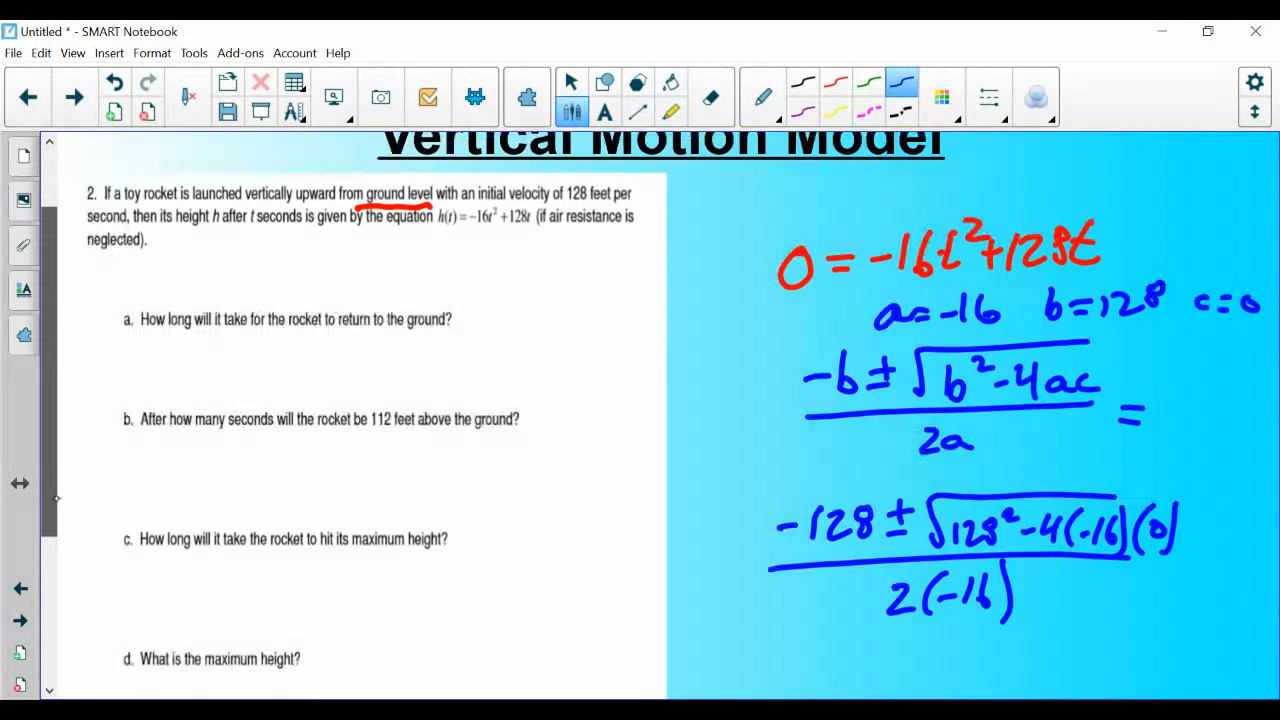 Untitled * - SMART Notebook
File Edit View Insert Format Tools Add-ons Account Help
Vertical Motion Model
2. If a toy rocket is launched vertically upward from ground level with an initial velocity of 128 feet per
second, then its height h after t seconds is given by the equation h(t) = −16t² +128t (if air resistance is
neglected).
a. How long will it take for the rocket to return to the ground?
b. After how many seconds will the rocket be 112 feet above the ground?
c. How long will it take the rocket to hit its maximum height?
d. What is the maximum height?
0 = -16t²+128t
a=-16 b=128 c=0
-b ± √b²-4ac
=
2a
-128 ± √128²-4(-16)(0)
2(-16)